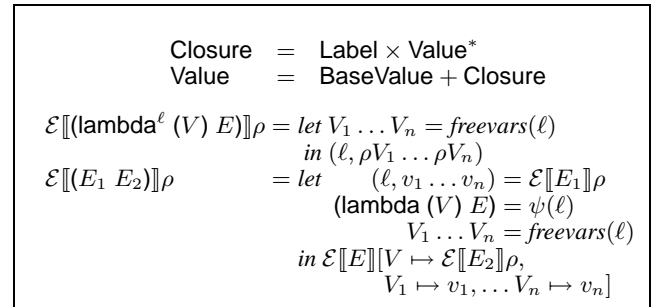 Closure = Label × Value*
Value = BaseValue + Closure
ℰ⟦(lambda^ℓ (V) E)⟧ρ = let V₁ … Vₙ = freevars(ℓ)
in (ℓ, ρV₁ … ρVₙ)
ℰ⟦(E₁ E₂)⟧ρ = let (ℓ, v₁ … vₙ) = ℰ⟦E₁⟧ρ
(lambda (V) E) = ψ(ℓ)
V₁ … Vₙ = freevars(ℓ)
in ℰ⟦E⟧[V ↦ ℰ⟦E₂⟧ρ,
V₁ ↦ v₁, … Vₙ ↦ vₙ]